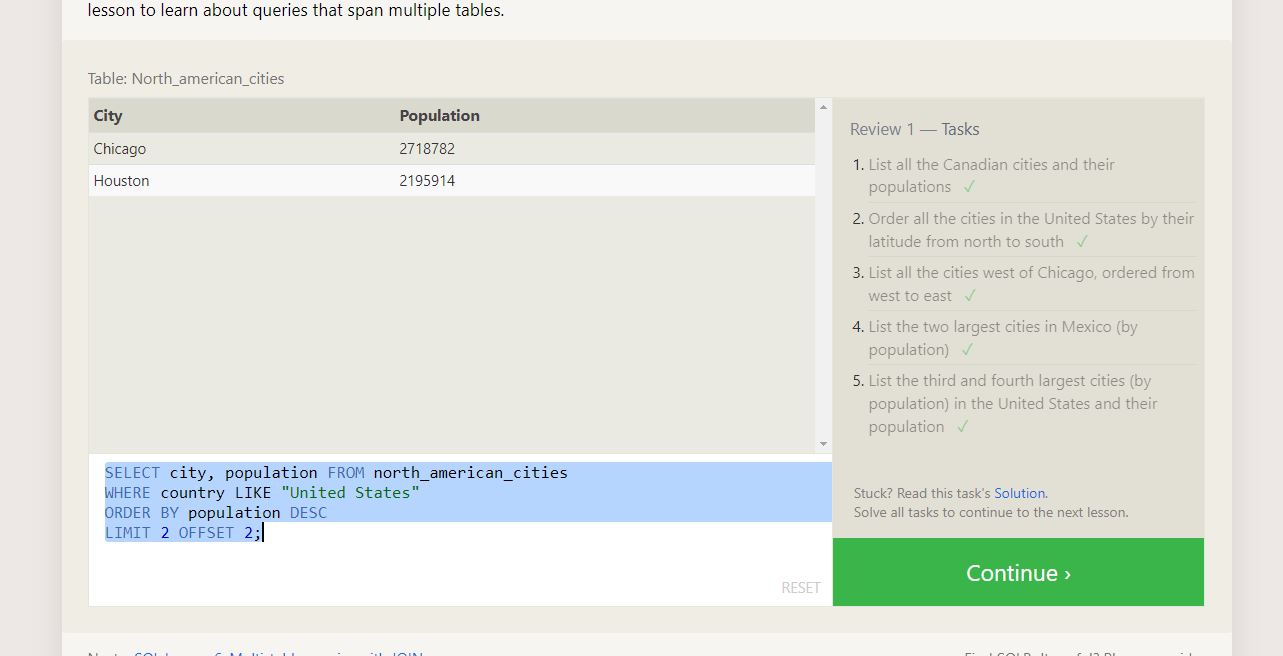 lesson to learn about queries that span multiple tables.
Table: North_american_cities
City Population
Chicago 2718782
Houston 2195914
SELECT city, population FROM north_american_cities
WHERE country LIKE "United States"
ORDER BY population DESC
LIMIT 2 OFFSET 2;
RESET
Review 1 — Tasks
1. List all the Canadian cities and their
populations ✓
2. Order all the cities in the United States by their
latitude from north to south ✓
3. List all the cities west of Chicago, ordered from
west to east ✓
4. List the two largest cities in Mexico (by
population) ✓
5. List the third and fourth largest cities (by
population) in the United States and their
population ✓
Stuck? Read this task's Solution.
Solve all tasks to continue to the next lesson.
Continue ›